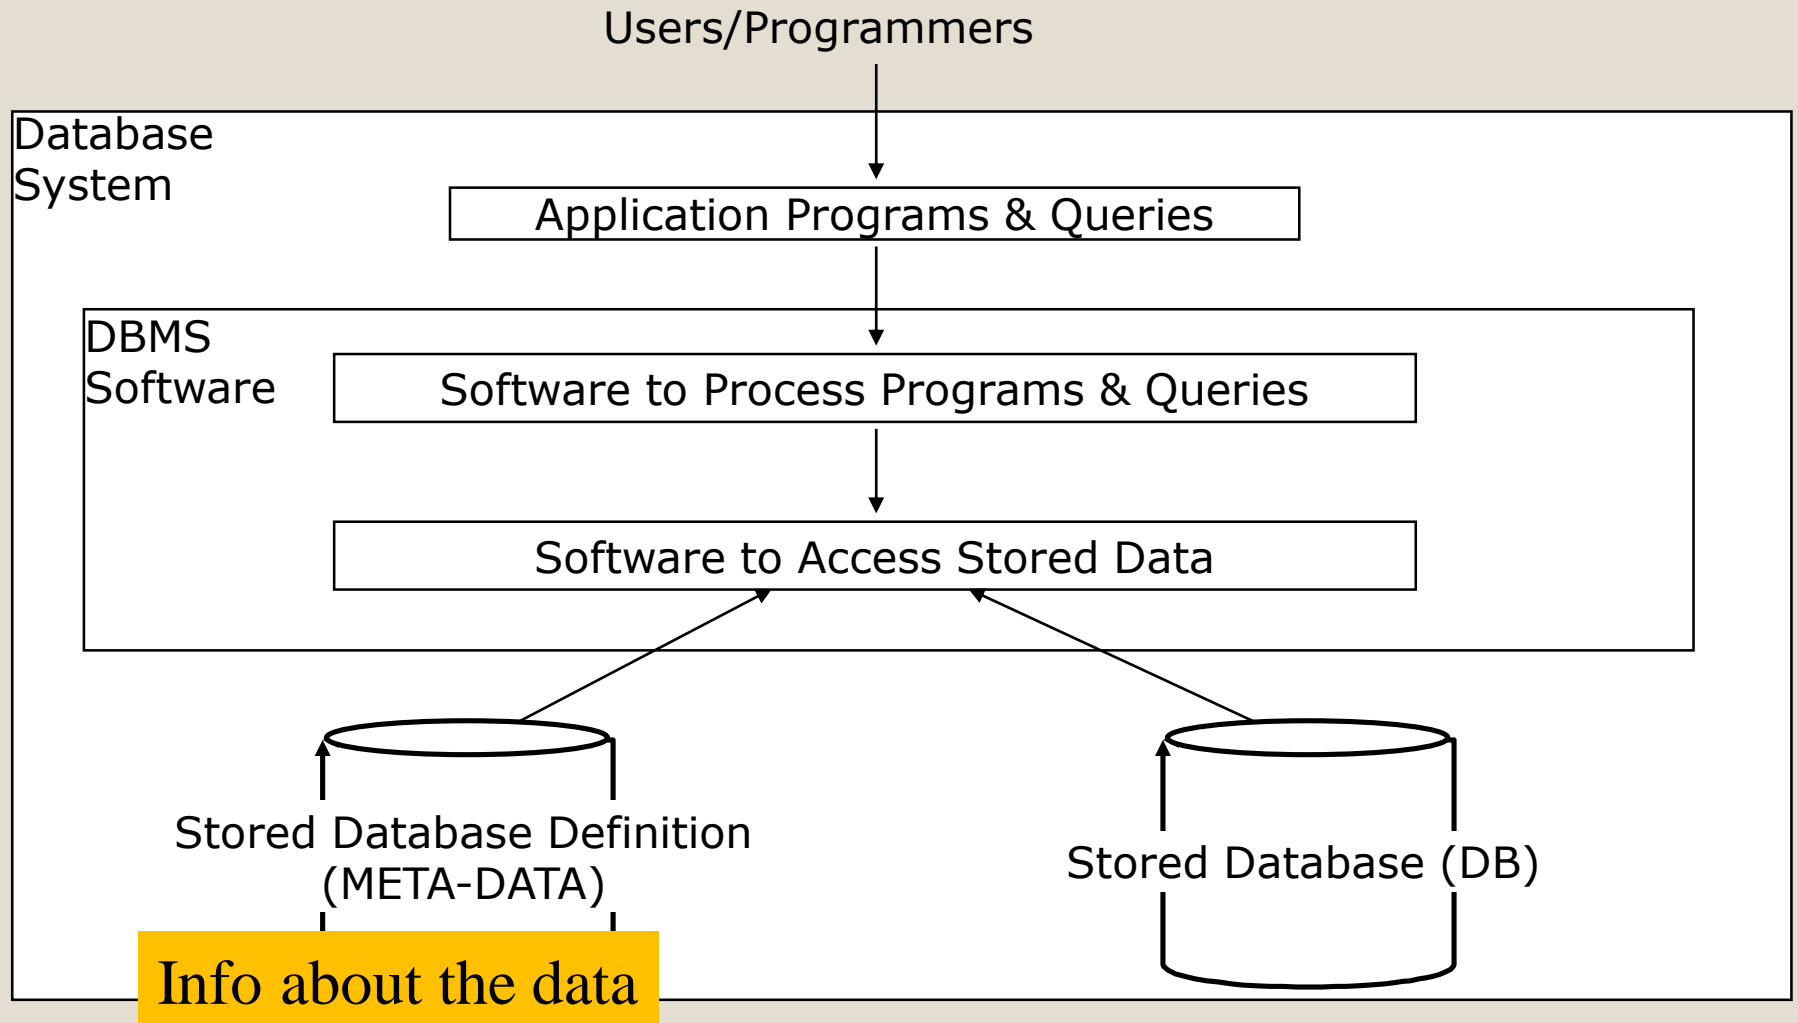 Users/Programmers
Database
System
Application Programs & Queries
DBMS
Software
Software to Process Programs & Queries
Software to Access Stored Data
Stored Database Definition
(META-DATA)
Stored Database (DB)
Info about the data